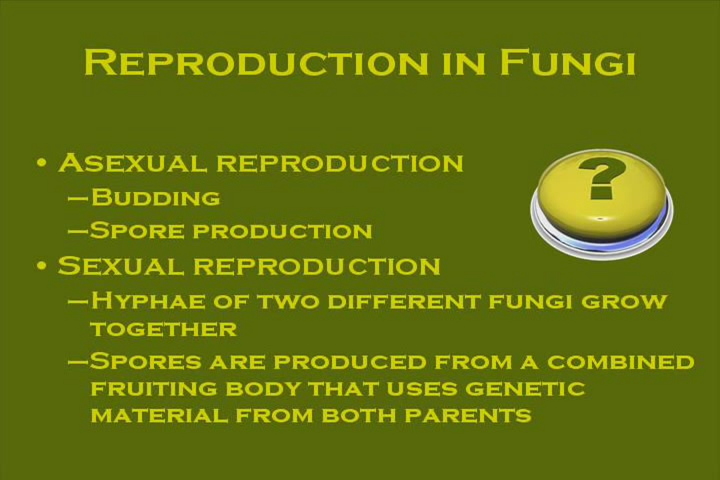 Reproduction in Fungi
• Asexual reproduction
–Budding
–Spore production
• Sexual reproduction
–Hyphae of two different fungi grow
together
–Spores are produced from a combined
fruiting body that uses genetic
material from both parents
?